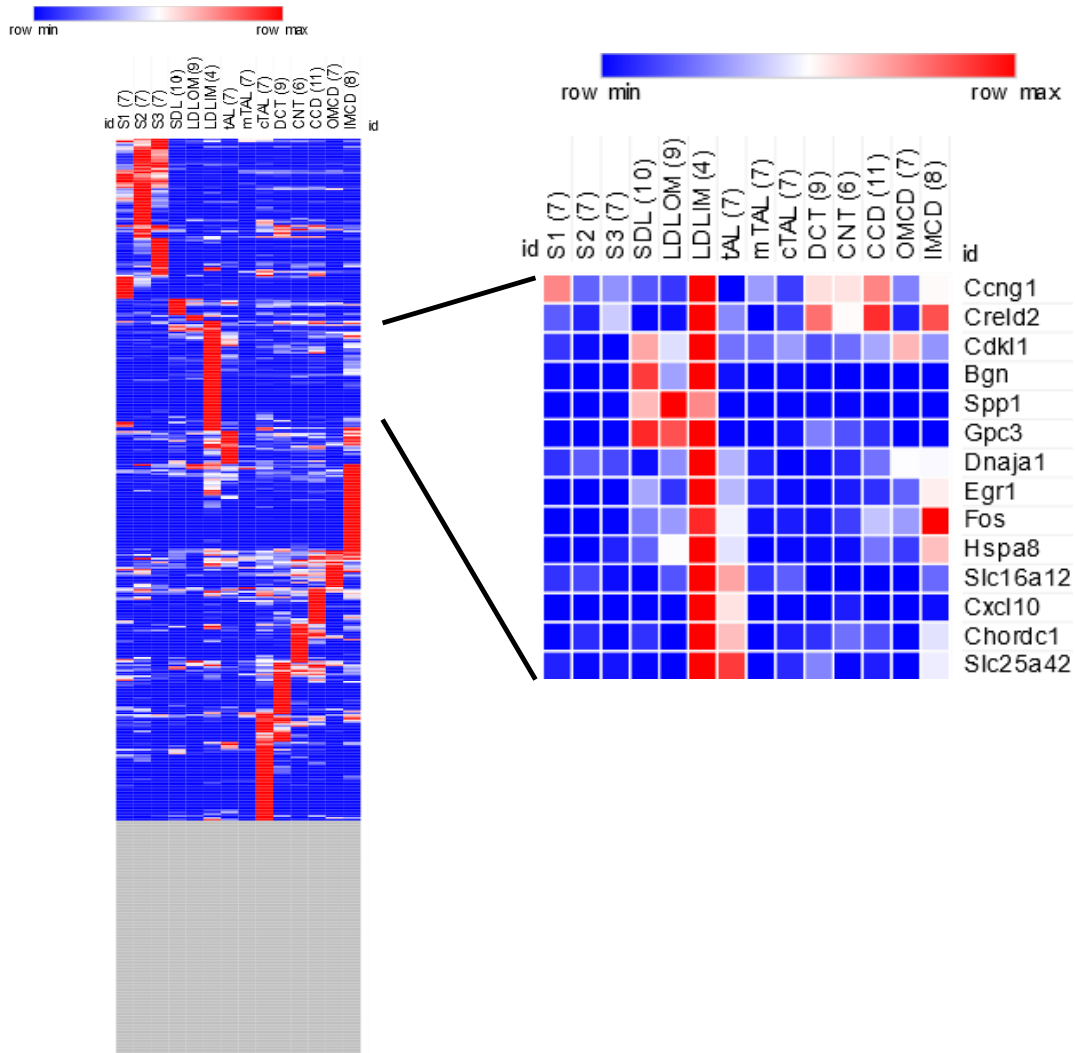 row min row max
id S1 (7) S2 (7) S3 (7) SDL (10) LDLOM (9) LDLIM (4) tAL (7) mTAL (7) cTAL (7) DCT (9) CNT (6) CCD (11) OMCD (7) IMCD (8) id
row min row max
id S1 (7) S2 (7) S3 (7) SDL (10) LDLOM (9) LDLIM (4) tAL (7) mTAL (7) cTAL (7) DCT (9) CNT (6) CCD (11) OMCD (7) IMCD (8) id
Ccng1
Creld2
Cdkl1
Bgn
Spp1
Gpc3
Dnaja1
Egr1
Fos
Hspa8
Slc16a12
Cxcl10
Chordc1
Slc25a42